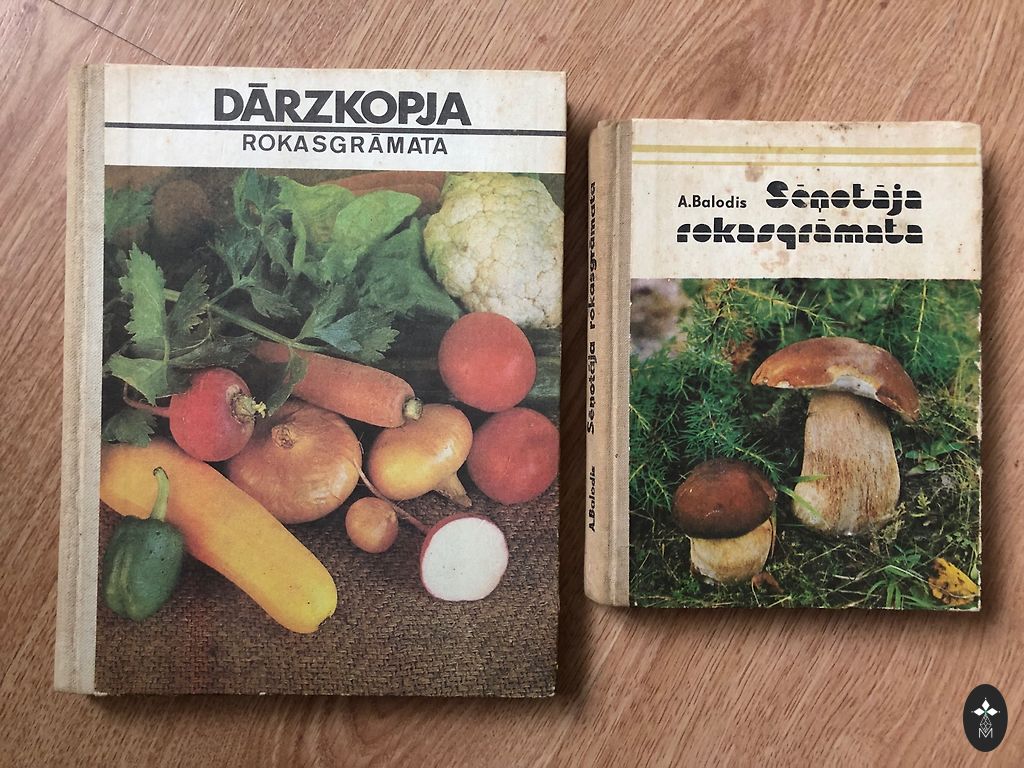 DĀRZKOPJA
ROKASGRĀMATA
A.Balodis Sēņotāja
rokasgrāmata
A.Balodis Sēņotāja rokasgrāmata
M